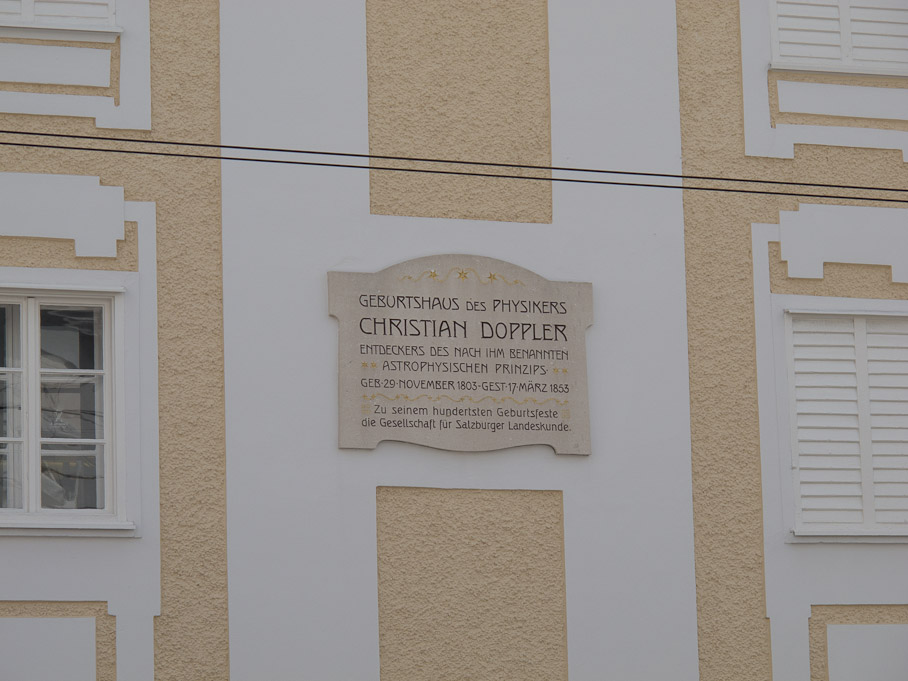 GEBURTSHAUS DES PHYSIKERS
CHRISTIAN DOPPLER
ENTDECKERS DES NACH IHM BENANNTEN
ASTROPHYSISCHEN PRINZIPS·
GEB·29·NOVEMBER 1803·GEST·17·MÄRZ 1853
Zu seinem hundertsten Geburtsfeste
die Gesellschaft für Salzburger Landeskunde.